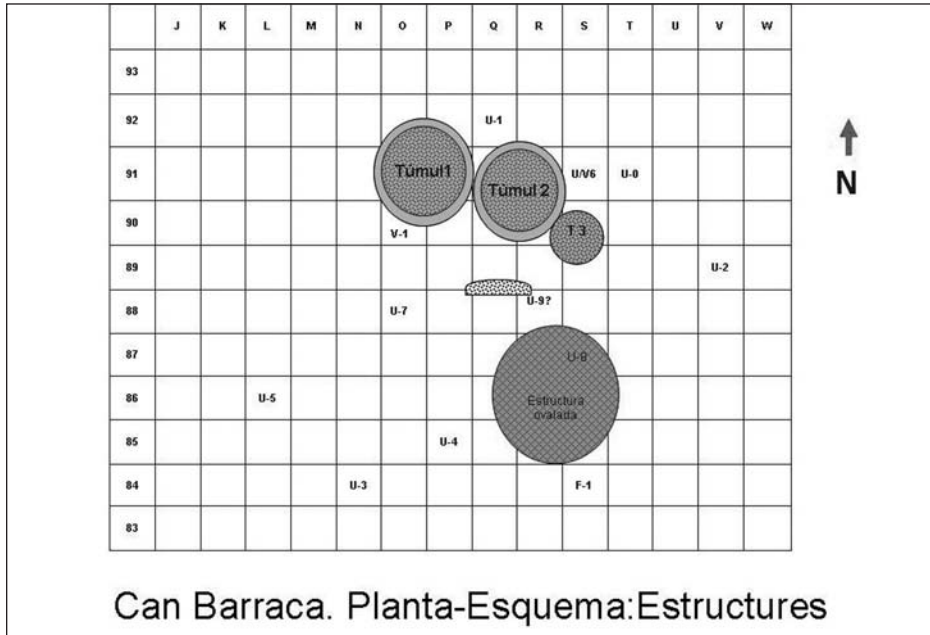 J K L M N O P Q R S T U V W
93
92 U-1
91 Túmul1 Túmul 2 U/V6 U-0
N
90 V-1 T 3
89 U-2
88 U-7 U-9?
87 U-8
86 U-5 Estructura
ovalada
85 U-4
84 U-3 F-1
83
Can Barraca. Planta-Esquema:Estructures